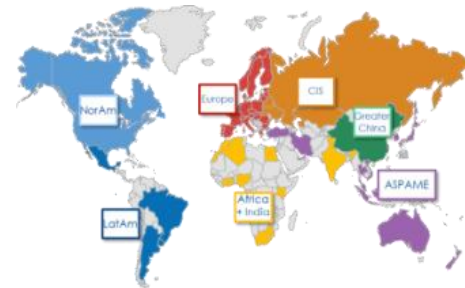 NorAm
Europe
CIS
Greater
China
ASPAME
Africa
+ India
LatAm